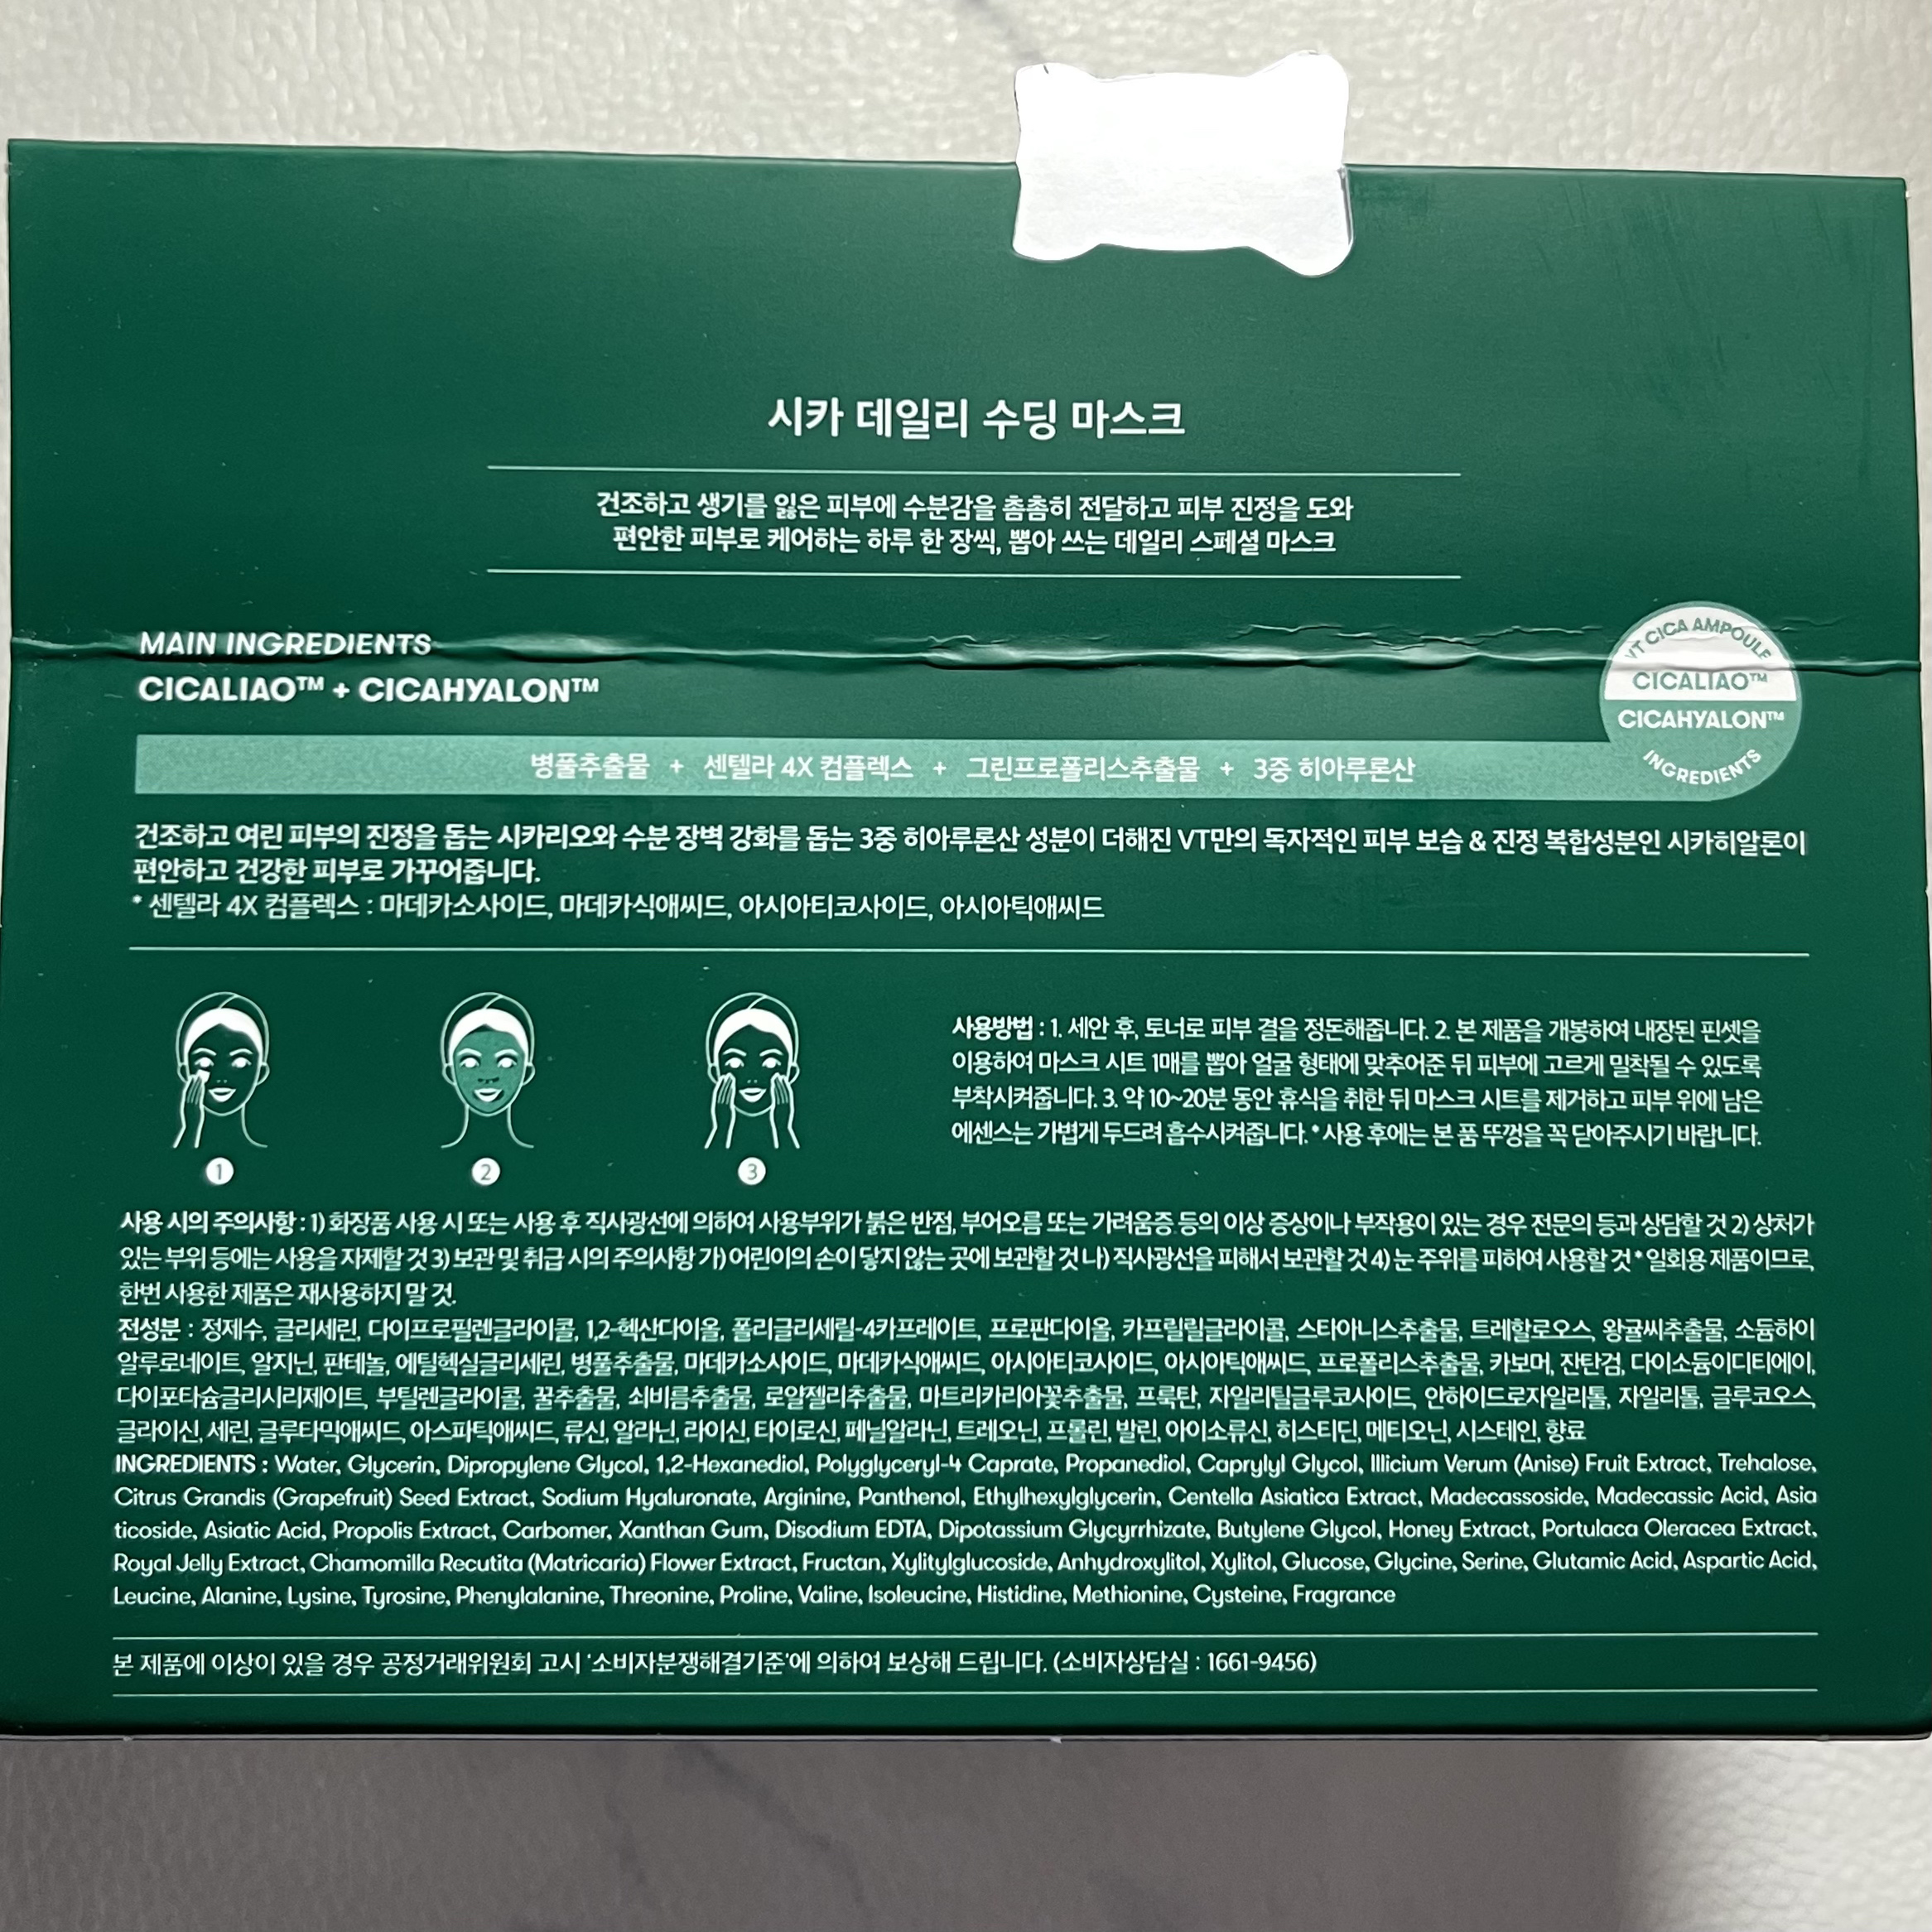 시카 데일리 수딩 마스크
건조하고 생기를 잃은 피부에 수분감을 촘촘히 전달하고 피부 진정을 도와
편안한 피부로 케어하는 하루 한 장씩, 뽑아 쓰는 데일리 스페셜 마스크
MAIN INGREDIENTS
CICALIAO™ + CICAHYALON™
VT CICA AMPOULE
CICALIAO™
CICAHYALON™
INGREDIENTS
병풀추출물 + 센텔라 4X 컴플렉스 + 그린프로폴리스추출물 + 3중 히아루론산
건조하고 여린 피부의 진정을 돕는 시카리오와 수분 장벽 강화를 돕는 3중 히아루론산 성분이 더해진 VT만의 독자적인 피부 보습 & 진정 복합성분인 시카히알론이
편안하고 건강한 피부로 가꾸어줍니다.
* 센텔라 4X 컴플렉스 : 마데카소사이드, 마데카식애씨드, 아시아티코사이드, 아시아틱애씨드
1
2
3
사용방법 : 1. 세안 후, 토너로 피부 결을 정돈해줍니다. 2. 본 제품을 개봉하여 내장된 핀셋을
이용하여 마스크 시트 1매를 뽑아 얼굴 형태에 맞추어준 뒤 피부에 고르게 밀착될 수 있도록
부착시켜줍니다. 3. 약 10~20분 동안 휴식을 취한 뒤 마스크 시트를 제거하고 피부 위에 남은
에센스는 가볍게 두드려 흡수시켜줍니다. * 사용 후에는 본 품 뚜껑을 꼭 닫아주시기 바랍니다.
사용 시의 주의사항 : 1) 화장품 사용 시 또는 사용 후 직사광선에 의하여 사용부위가 붉은 반점, 부어오름 또는 가려움증 등의 이상 증상이나 부작용이 있는 경우 전문의 등과 상담할 것 2) 상처가
있는 부위 등에는 사용을 자제할 것 3) 보관 및 취급 시의 주의사항 가) 어린이의 손이 닿지 않는 곳에 보관할 것 나) 직사광선을 피해서 보관할 것 4) 눈 주위를 피하여 사용할 것 * 일회용 제품이므로,
한번 사용한 제품은 재사용하지 말 것.
전성분 : 정제수, 글리세린, 다이프로필렌글라이콜, 1,2-헥산다이올, 폴리글리세릴-4카프레이트, 프로판다이올, 카프릴릴글라이콜, 스타아니스추출물, 트레할로오스, 왕귤씨추출물, 소듐하이
알루로네이트, 알지닌, 판테놀, 에틸헥실글리세린, 병풀추출물, 마데카소사이드, 마데카식애씨드, 아시아티코사이드, 아시아틱애씨드, 프로폴리스추출물, 카보머, 잔탄검, 다이소듐이디티에이,
다이포타슘글리시리제이트, 부틸렌글라이콜, 꿀추출물, 쇠비름추출물, 로얄젤리추출물, 마트리카리아꽃추출물, 프룩탄, 자일리틸글루코사이드, 안하이드로자일리톨, 자일리톨, 글루코오스,
글라이신, 세린, 글루타믹애씨드, 아스파틱애씨드, 류신, 알라닌, 라이신, 타이로신, 페닐알라닌, 트레오닌, 프롤린, 발린, 아이소류신, 히스티딘, 메티오닌, 시스테인, 향료
INGREDIENTS : Water, Glycerin, Dipropylene Glycol, 1,2-Hexanediol, Polyglyceryl-4 Caprate, Propanediol, Caprylyl Glycol, Illicium Verum (Anise) Fruit Extract, Trehalose,
Citrus Grandis (Grapefruit) Seed Extract, Sodium Hyaluronate, Arginine, Panthenol, Ethylhexylglycerin, Centella Asiatica Extract, Madecassoside, Madecassic Acid, Asia
ticoside, Asiatic Acid, Propolis Extract, Carbomer, Xanthan Gum, Disodium EDTA, Dipotassium Glycyrrhizate, Butylene Glycol, Honey Extract, Portulaca Oleracea Extract,
Royal Jelly Extract, Chamomilla Recutita (Matricaria) Flower Extract, Fructan, Xylitylglucoside, Anhydroxylitol, Xylitol, Glucose, Glycine, Serine, Glutamic Acid, Aspartic Acid,
Leucine, Alanine, Lysine, Tyrosine, Phenylalanine, Threonine, Proline, Valine, Isoleucine, Histidine, Methionine, Cysteine, Fragrance
본 제품에 이상이 있을 경우 공정거래위원회 고시 '소비자분쟁해결기준'에 의하여 보상해 드립니다. (소비자상담실 : 1661-9456)